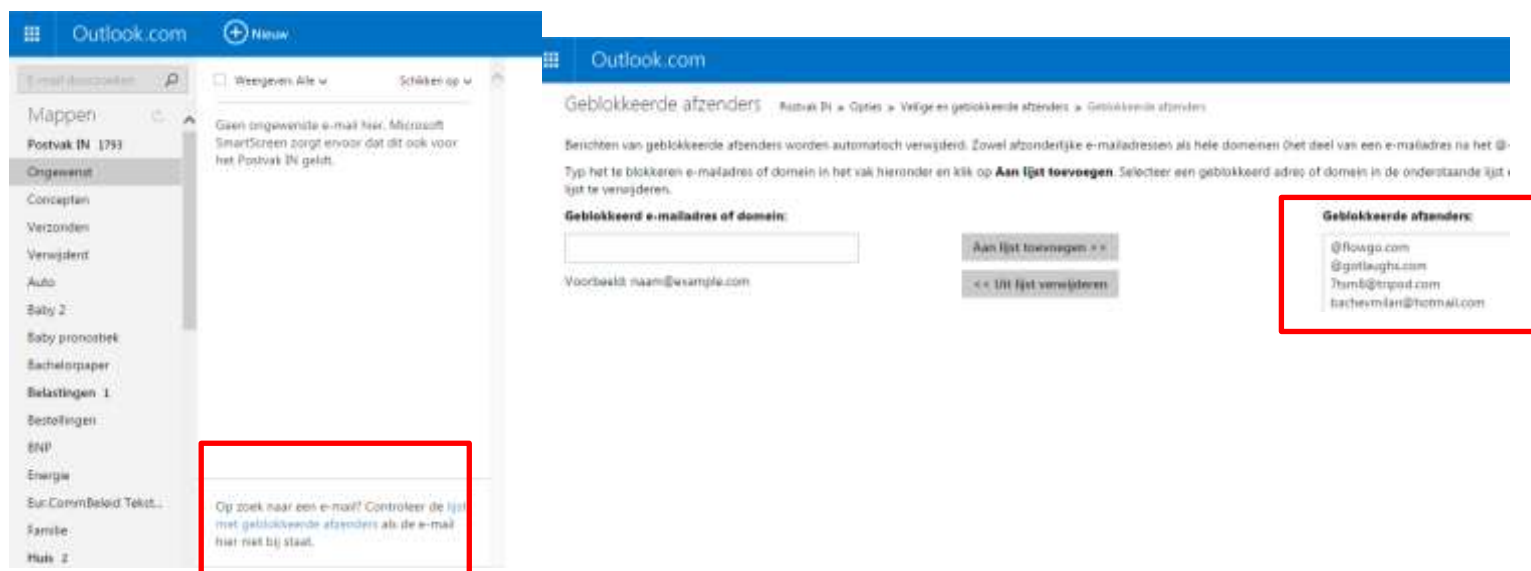 Outlook.com
Nieuw
E-mail doorzoeken
Weergeven: Alle
Schikken op
Mappen
Postvak IN 1793
Ongewenst
Concepten
Verzonden
Verwijderd
Auto
Baby 2
Baby pronostiek
Bachelorpaper
Belastingen 1
Bestellingen
BNP
Energie
Eur.CommBeleid Tekst...
Familie
Huis 2
Geen ongewenste e-mail hier. Microsoft
SmartScreen zorgt ervoor dat dit ook voor
het Postvak IN geldt.
Op zoek naar een e-mail? Controleer de lijst
met geblokkeerde afzenders als de e-mail
hier niet bij staat.
Outlook.com
Geblokkeerde afzenders Postvak IN » Opties » Veilige en geblokkeerde afzenders » Geblokkeerde afzenders
Berichten van geblokkeerde afzenders worden automatisch verwijderd. Zowel afzonderlijke e-mailadressen als hele domeinen (het deel van een e-mailadres na het @-
Typ het te blokkeren e-mailadres of domein in het vak hieronder en klik op Aan lijst toevoegen. Selecteer een geblokkeerd adres of domein in de onderstaande lijst
lijst te verwijderen.
Geblokkeerd e-mailadres of domein:
Aan lijst toevoegen >>
Voorbeeld: naam@example.com
<< Uit lijst verwijderen
Geblokkeerde afzenders:
@flowgo.com
@gotlaughs.com
bachevmilan@hotmail.com